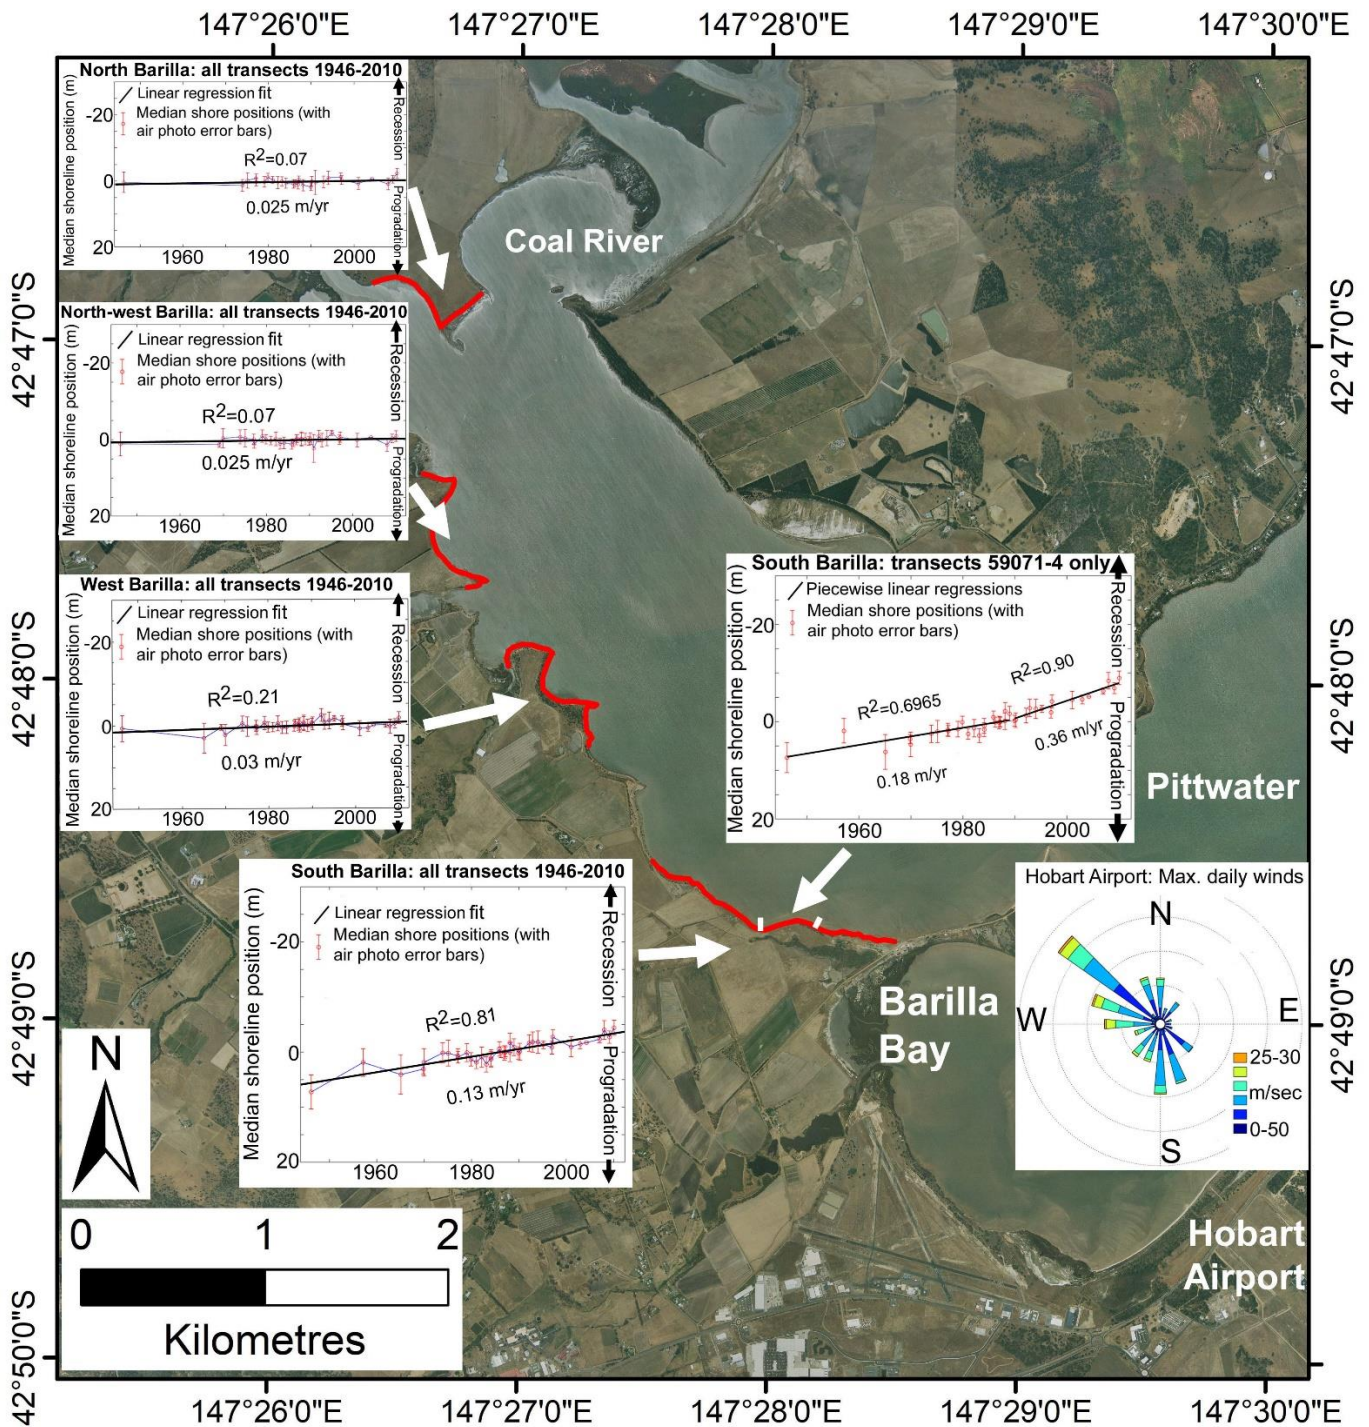 147°26'0"E 147°27'0"E 147°28'0"E 147°29'0"E 147°30'0"E
North Barilla: all transects 1946-2010
Median shoreline position (m)
Linear regression fit
Median shore positions (with
air photo error bars)
-20
0
20
R2=0.07
0.025 m/yr
1960 1980 2000
Recession
Progradation
Coal River
42°47'0"S
42°47'0"S
North-west Barilla: all transects 1946-2010
Median shoreline position (m)
Linear regression fit
Median shore positions (with
air photo error bars)
-20
0
20
R2=0.07
0.025 m/yr
1960 1980 2000
Recession
Progradation
West Barilla: all transects 1946-2010
Median shoreline position (m)
Linear regression fit
Median shore positions (with
air photo error bars)
-20
0
20
R2=0.21
0.03 m/yr
1960 1980 2000
Recession
Progradation
42°48'0"S
42°48'0"S
South Barilla: transects 59071-4 only
Median shoreline position (m)
Piecewise linear regressions
Median shore positions (with
air photo error bars)
-20
0
20
R2=0.6965
R2=0.90
0.18 m/yr
0.36 m/yr
1960 1980 2000
Recession
Progradation
Pittwater
South Barilla: all transects 1946-2010
Median shoreline position (m)
Linear regression fit
Median shore positions (with
air photo error bars)
-20
0
20
R2=0.81
0.13 m/yr
1960 1980 2000
Recession
Progradation
Hobart Airport: Max. daily winds
N
W E
S
25-30
m/sec
0-50
Barilla
Bay
42°49'0"S
42°49'0"S
N
0 1 2
Kilometres
Hobart
Airport
42°50'0"S
147°26'0"E 147°27'0"E 147°28'0"E 147°29'0"E 147°30'0"E